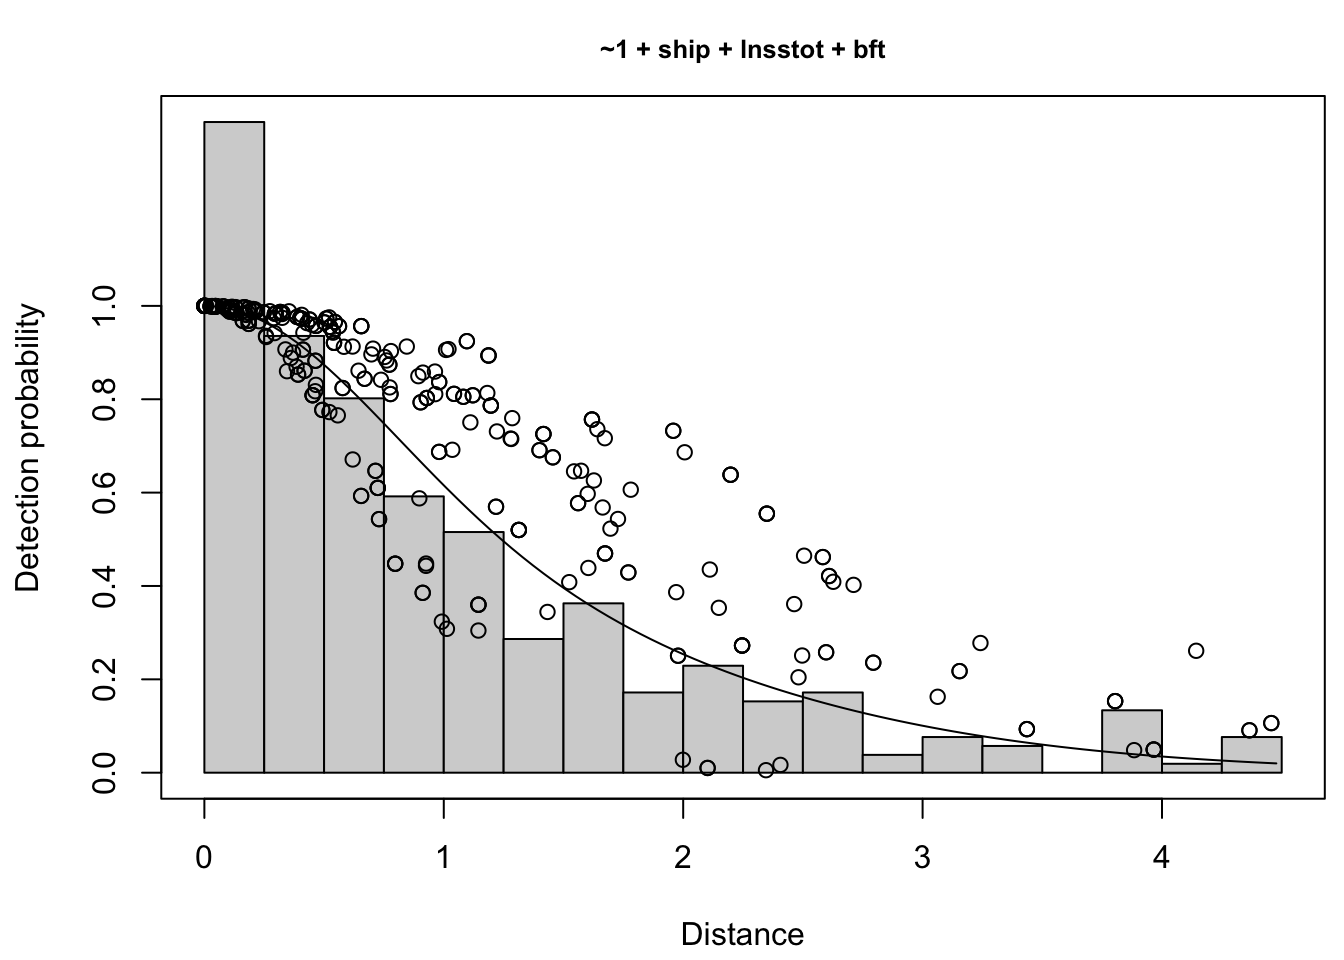 ~1 + ship + lnsstot + bft
Detection probability
1.0
0.8
0.6
0.4
0.2
0.0
0 1 2 3 4
Distance